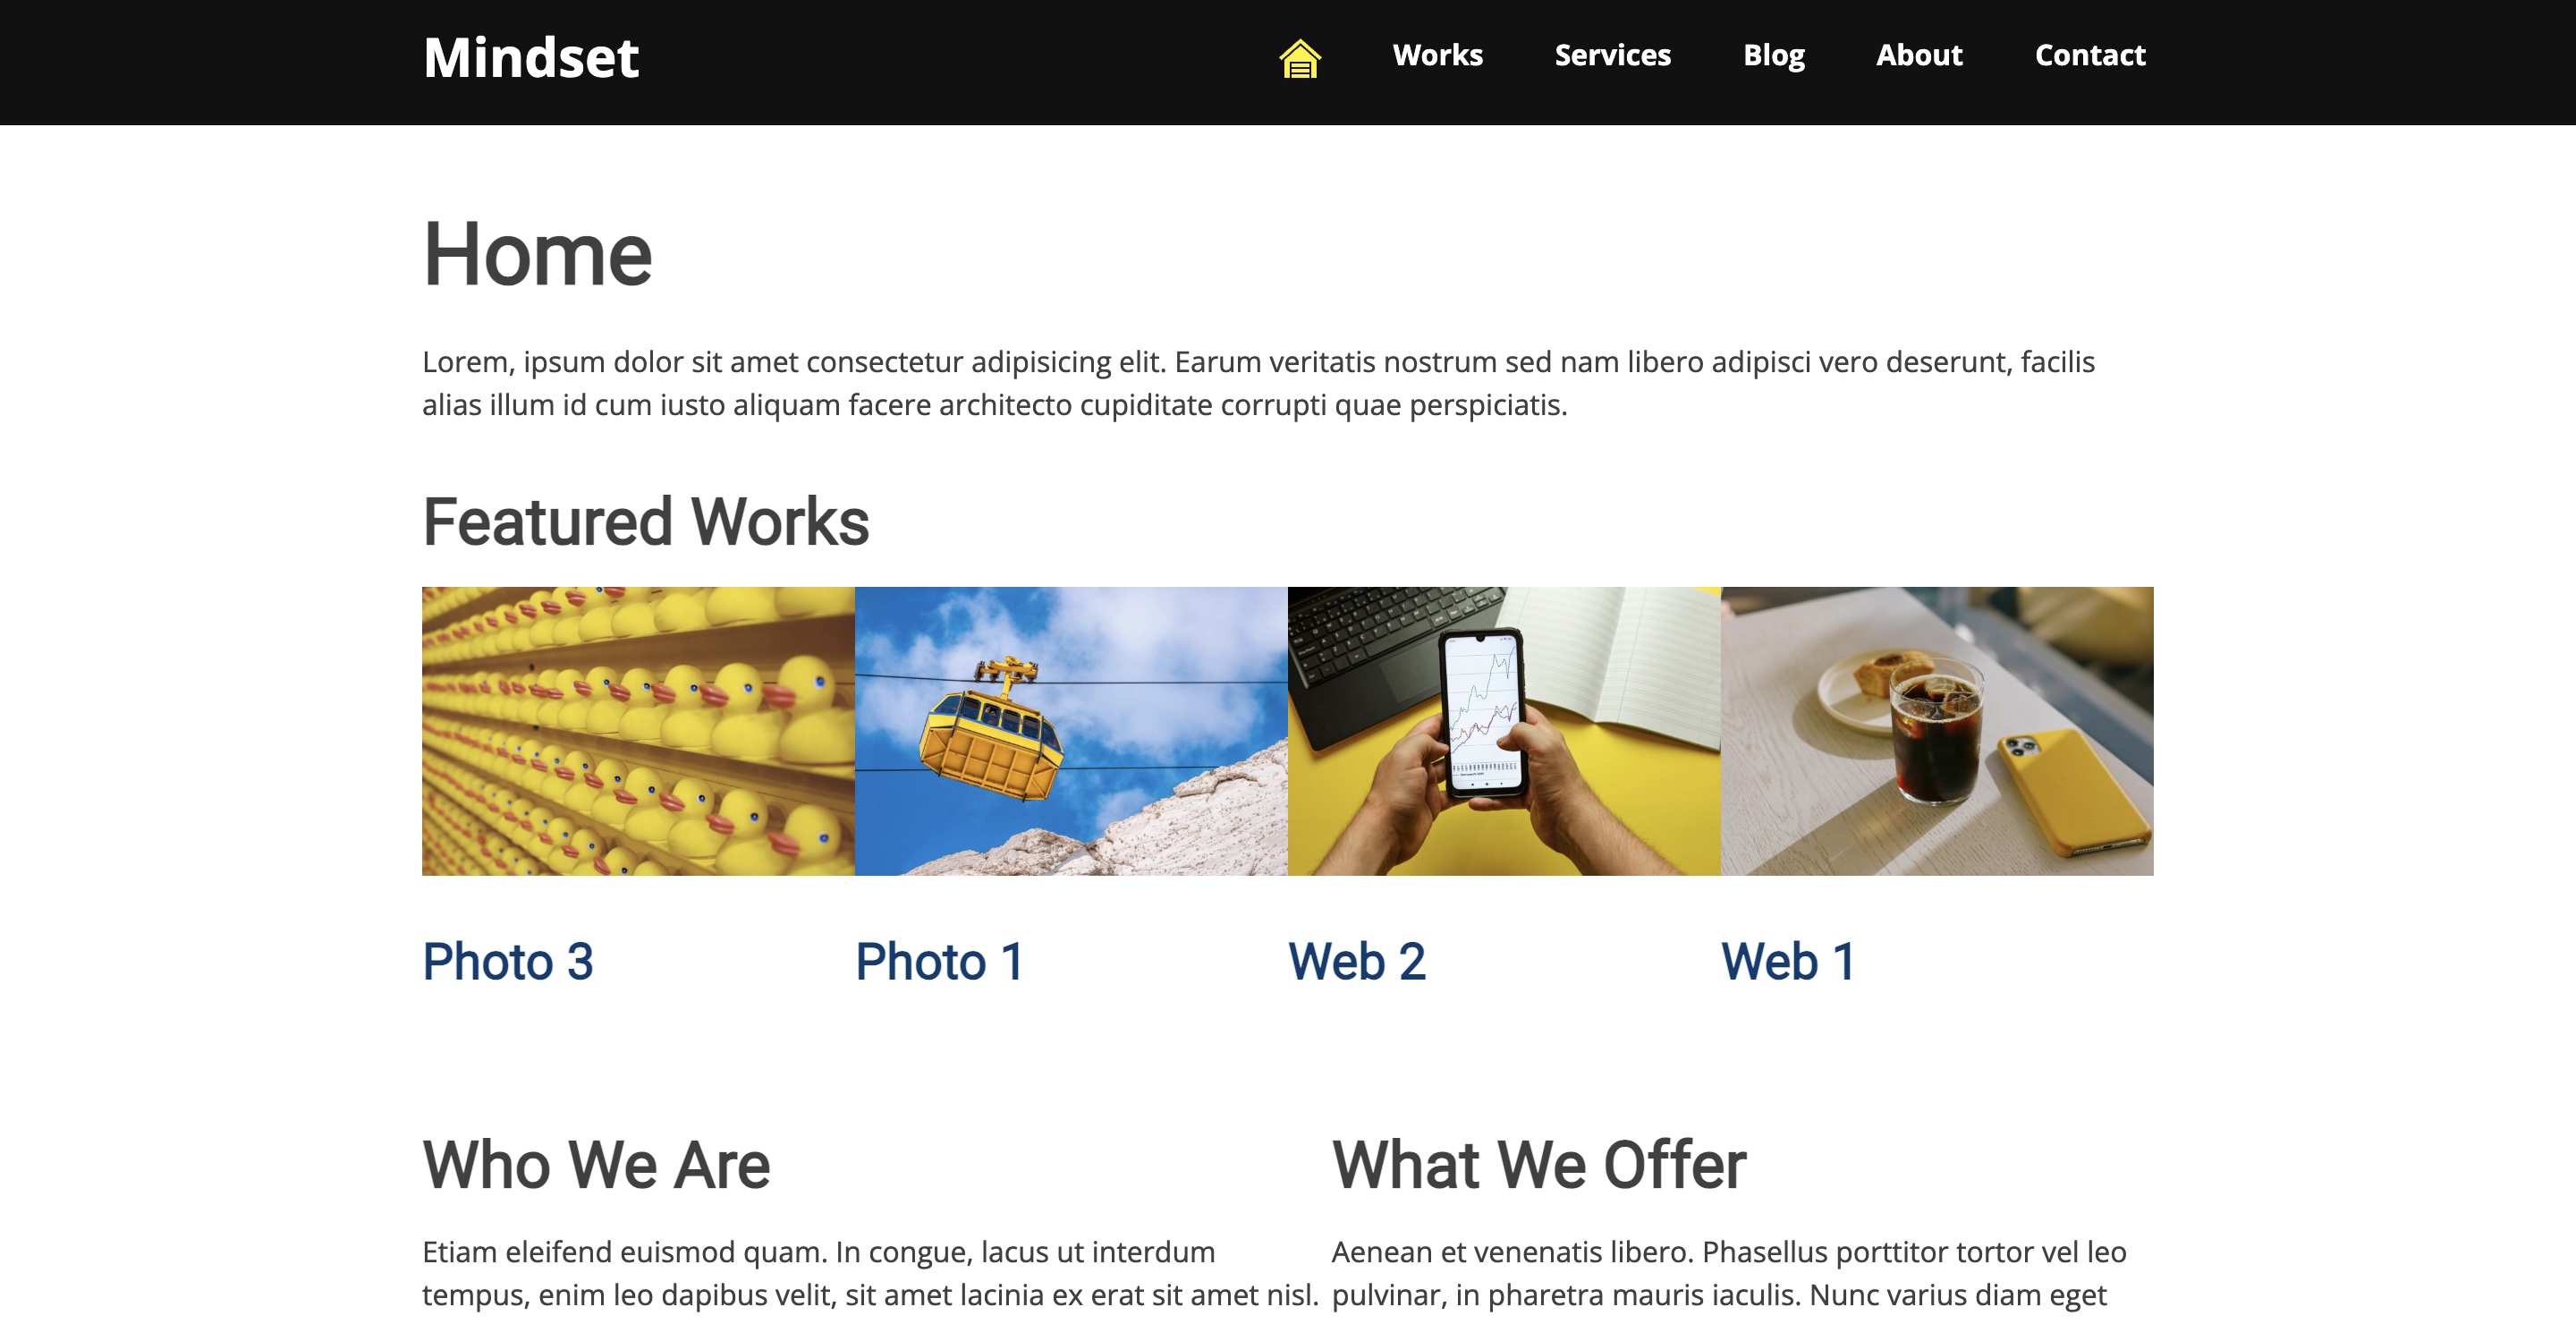 Mindset
Works Services Blog About Contact
Home
Lorem, ipsum dolor sit amet consectetur adipisicing elit. Earum veritatis nostrum sed nam libero adipisci vero deserunt, facilis
alias illum id cum iusto aliquam facere architecto cupiditate corrupti quae perspiciatis.
Featured Works
Photo 3
Photo 1
Web 2
Web 1
Who We Are
Etiam eleifend euismod quam. In congue, lacus ut interdum
tempus, enim leo dapibus velit, sit amet lacinia ex erat sit amet nisl.
What We Offer
Aenean et venenatis libero. Phasellus porttitor tortor vel leo
pulvinar, in pharetra mauris iaculis. Nunc varius diam eget